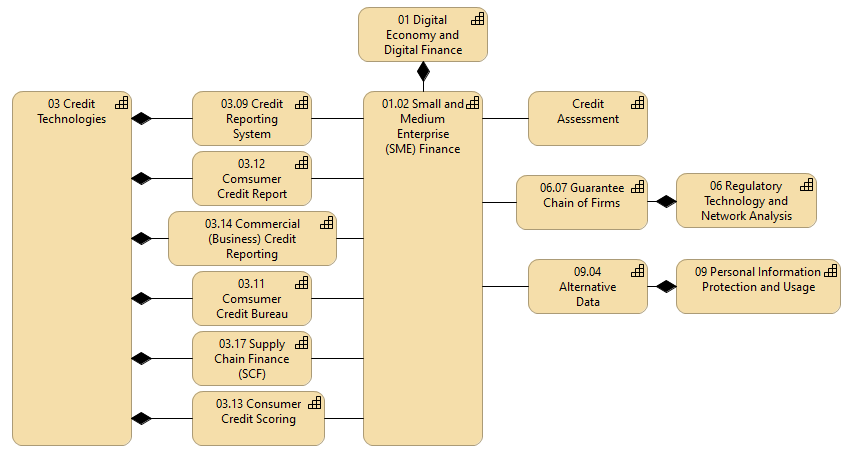 01 Digital
Economy and
Digital Finance
03 Credit
Technologies
03.09 Credit
Reporting
System
01.02 Small and
Medium
Enterprise
(SME) Finance
Credit
Assessment
03.12
Comsumer
Credit Report
06.07 Guarantee
Chain of Firms
06 Regulatory
Technology and
Network Analysis
03.14 Commercial
(Business) Credit
Reporting
09.04
Alternative
Data
09 Personal Information
Protection and Usage
03.11
Comsumer
Credit Bureau
03.17 Supply
Chain Finance
(SCF)
03.13 Consumer
Credit Scoring